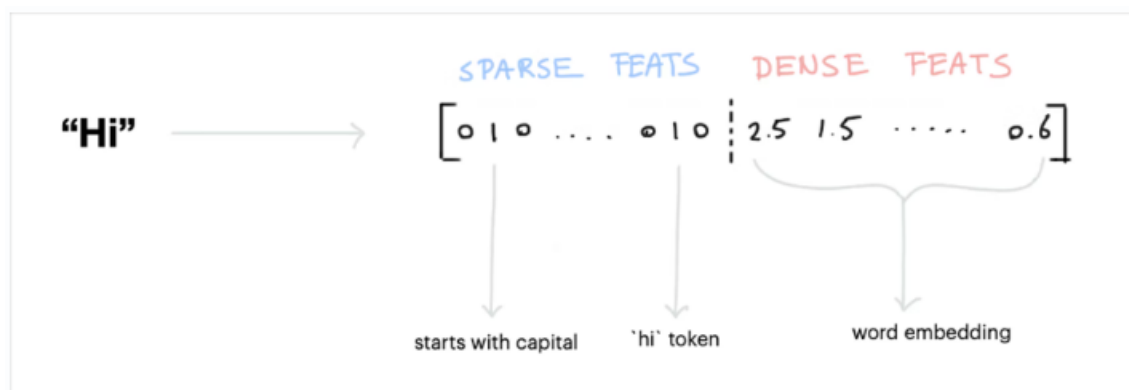 SPARSE FEATS DENSE FEATS
“Hi” [0 1 0 .... 0 1 0 ¦ 2.5 1.5 ..... 0.6]
starts with capital `hi` token word embedding